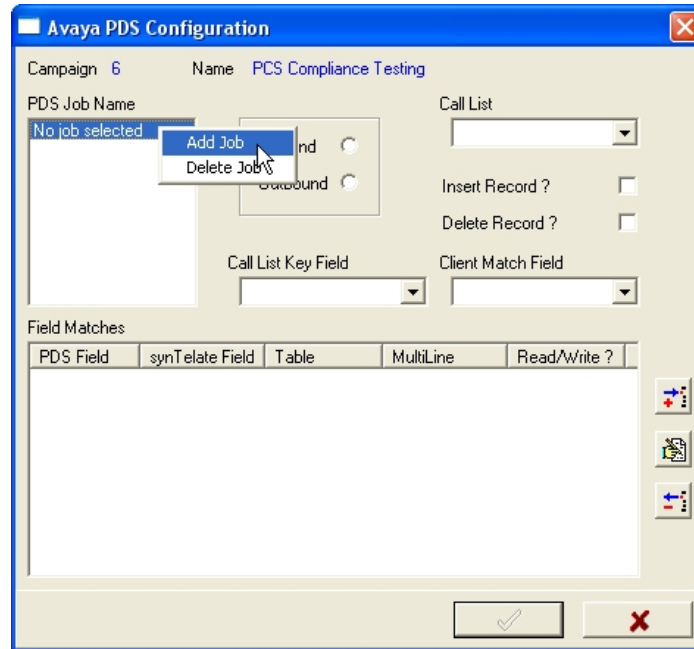 Avaya PDS Configuration
Campaign 6 Name PCS Compliance Testing
PDS Job Name
Call List
No job selected
Add Job
nd
Delete Job
Outbound
Insert Record ?
Delete Record ?
Call List Key Field
Client Match Field
Field Matches
PDS Field synTelate Field Table MultiLine Read/Write ?